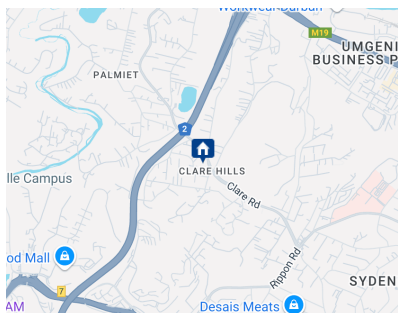 Workwear Durban
M19
UMGENI
BUSINESS P
PALMIET
2
CLARE HILLS
lle Campus
Clare Rd
Rippon Rd
od Mall
7
SYDEN
AM
Desais Meats